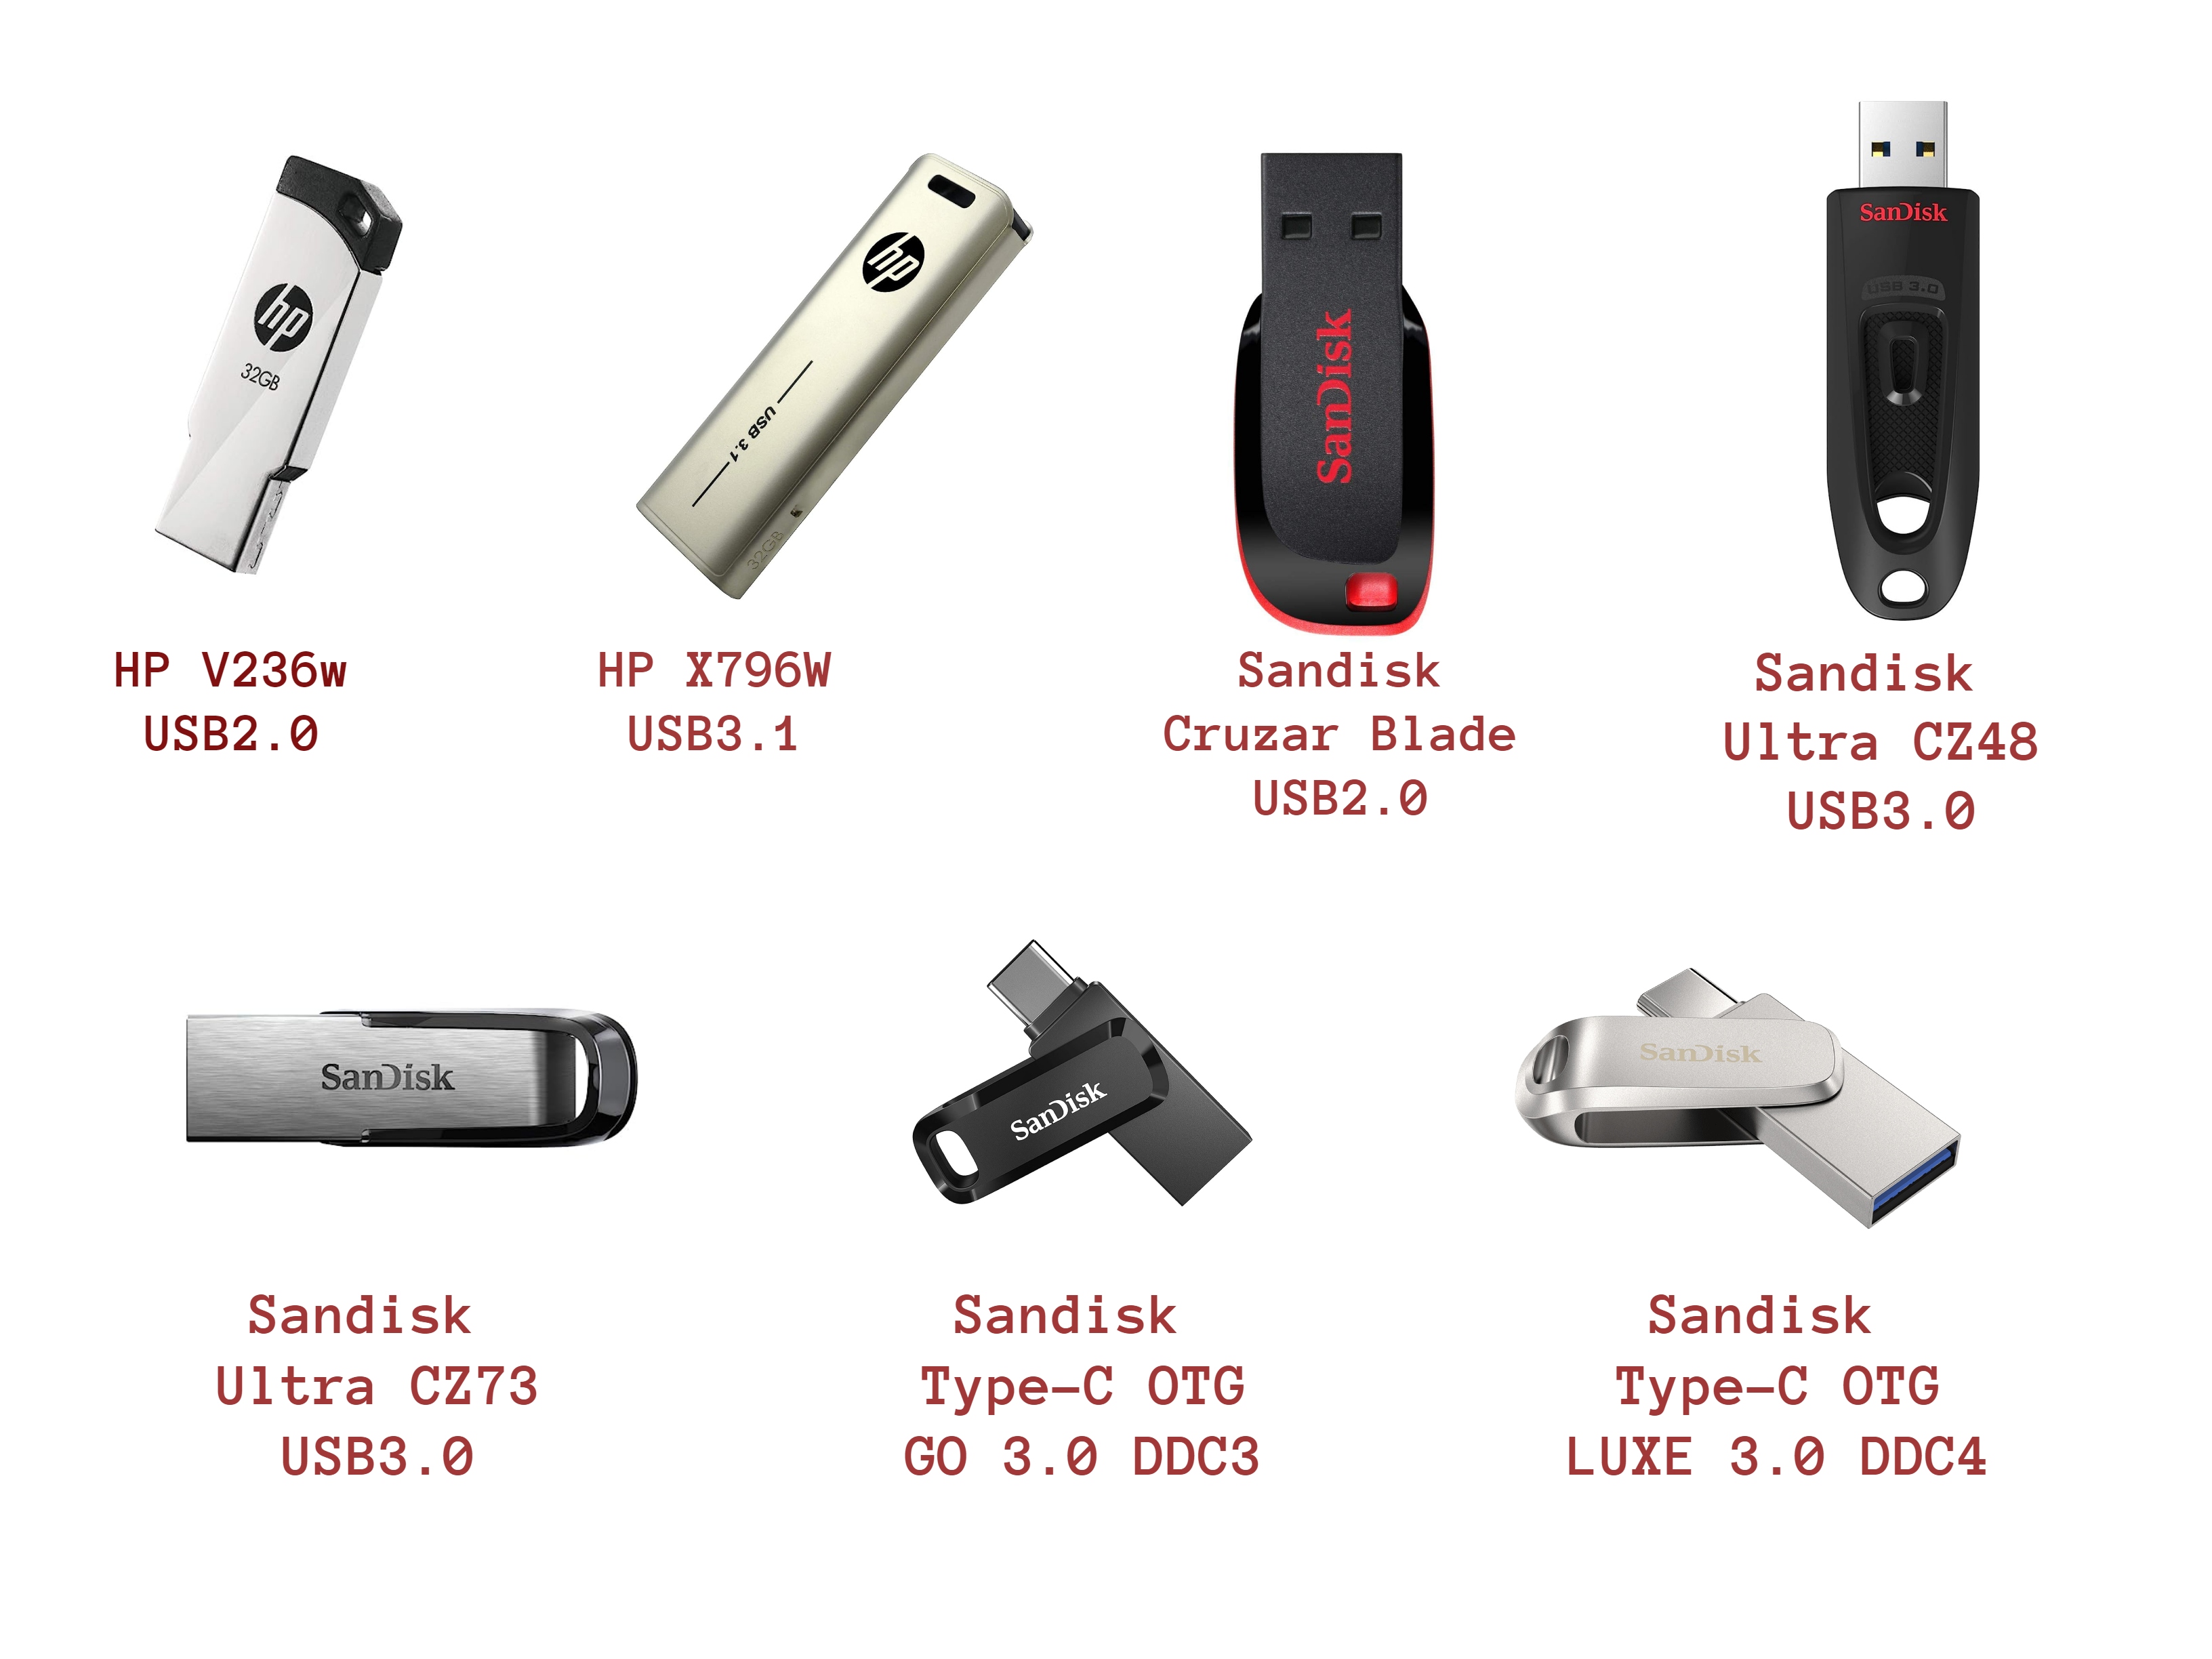 hp
32GB
hp
USB 3.1
32GB
SanDisk
SanDisk
USB 3.0
HP V236w
USB2.0
HP X796W
USB3.1
Sandisk
Cruzar Blade
USB2.0
Sandisk
Ultra CZ48
USB3.0
SanDisk
SanDisk
SanDisk
Sandisk
Ultra CZ73
USB3.0
Sandisk
Type-C OTG
GO 3.0 DDC3
Sandisk
Type-C OTG
LUXE 3.0 DDC4